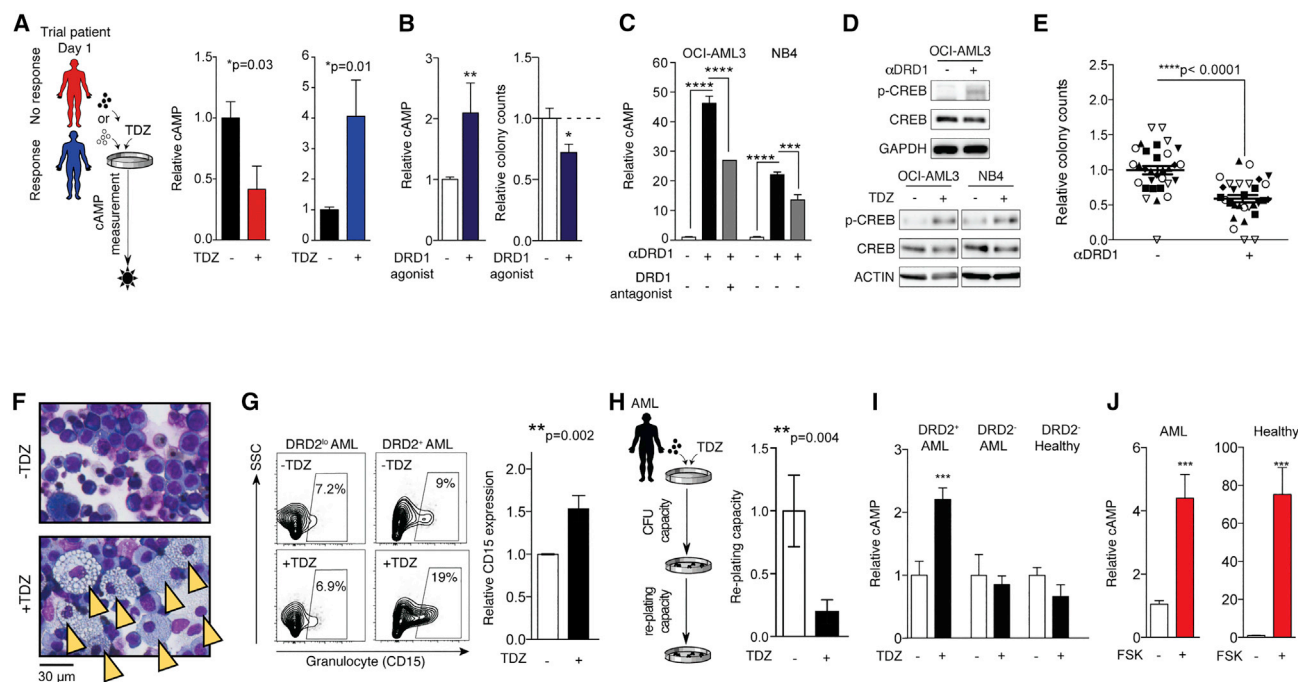 A
Trial patient
Day 1
No response
Response
or
TDZ
cAMP
measurement
Relative cAMP
1.5
1.0
0.5
0.0
*p=0.03
TDZ - +
6
5
4
3
2
1
0
*p=0.01
TDZ - +
B
Relative cAMP
3
2
1
0
**
DRD1 - +
agonist
Relative colony counts
1.5
1.0
0.5
0.0
*
DRD1 - +
agonist
C
OCI-AML3 NB4
Relative cAMP
60
50
40
30
20
10
0
**** ****
**** ***
αDRD1 - + + - + +
DRD1
antagonist - - + - - +
D
OCI-AML3
αDRD1 - +
p-CREB
CREB
GAPDH
OCI-AML3 NB4
TDZ - + - +
p-CREB
CREB
ACTIN
E
Relative colony counts
2.5
2.0
1.5
1.0
0.5
0.0
****p< 0.0001
αDRD1 - +
F
-TDZ
+TDZ
30 µm
G
SSC
DRD2lo AML DRD2+ AML
-TDZ -TDZ
7.2% 9%
+TDZ +TDZ
6.9% 19%
Granulocyte (CD15)
**p=0.002
Relative CD15 expression
2.0
1.5
1.0
0.5
0.0
TDZ - +
H
AML
TDZ
CFU
capacity
re-plating
capacity
**p=0.004
Re-plating capacity
1.5
1.0
0.5
0.0
TDZ - +
I
DRD2+ DRD2- DRD2-
AML AML Healthy
Relative cAMP
3
2
1
0
***
TDZ - + - + - +
J
AML Healthy
Relative cAMP
6
4
2
0
***
FSK - +
100
80
60
40
20
0
***
FSK - +